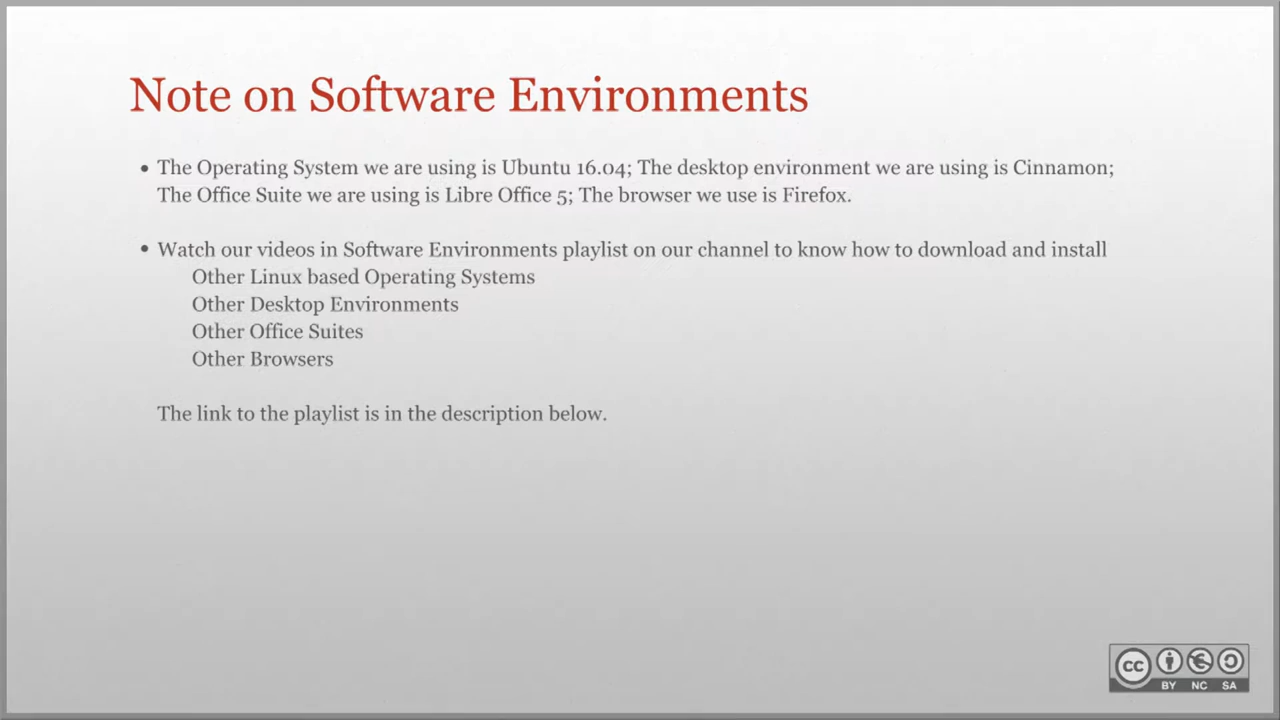 Note on Software Environments
• The Operating System we are using is Ubuntu 16.04; The desktop environment we are using is Cinnamon;
The Office Suite we are using is Libre Office 5; The browser we use is Firefox.
• Watch our videos in Software Environments playlist on our channel to know how to download and install
Other Linux based Operating Systems
Other Desktop Environments
Other Office Suites
Other Browsers
The link to the playlist is in the description below.
cc
BY NC SA